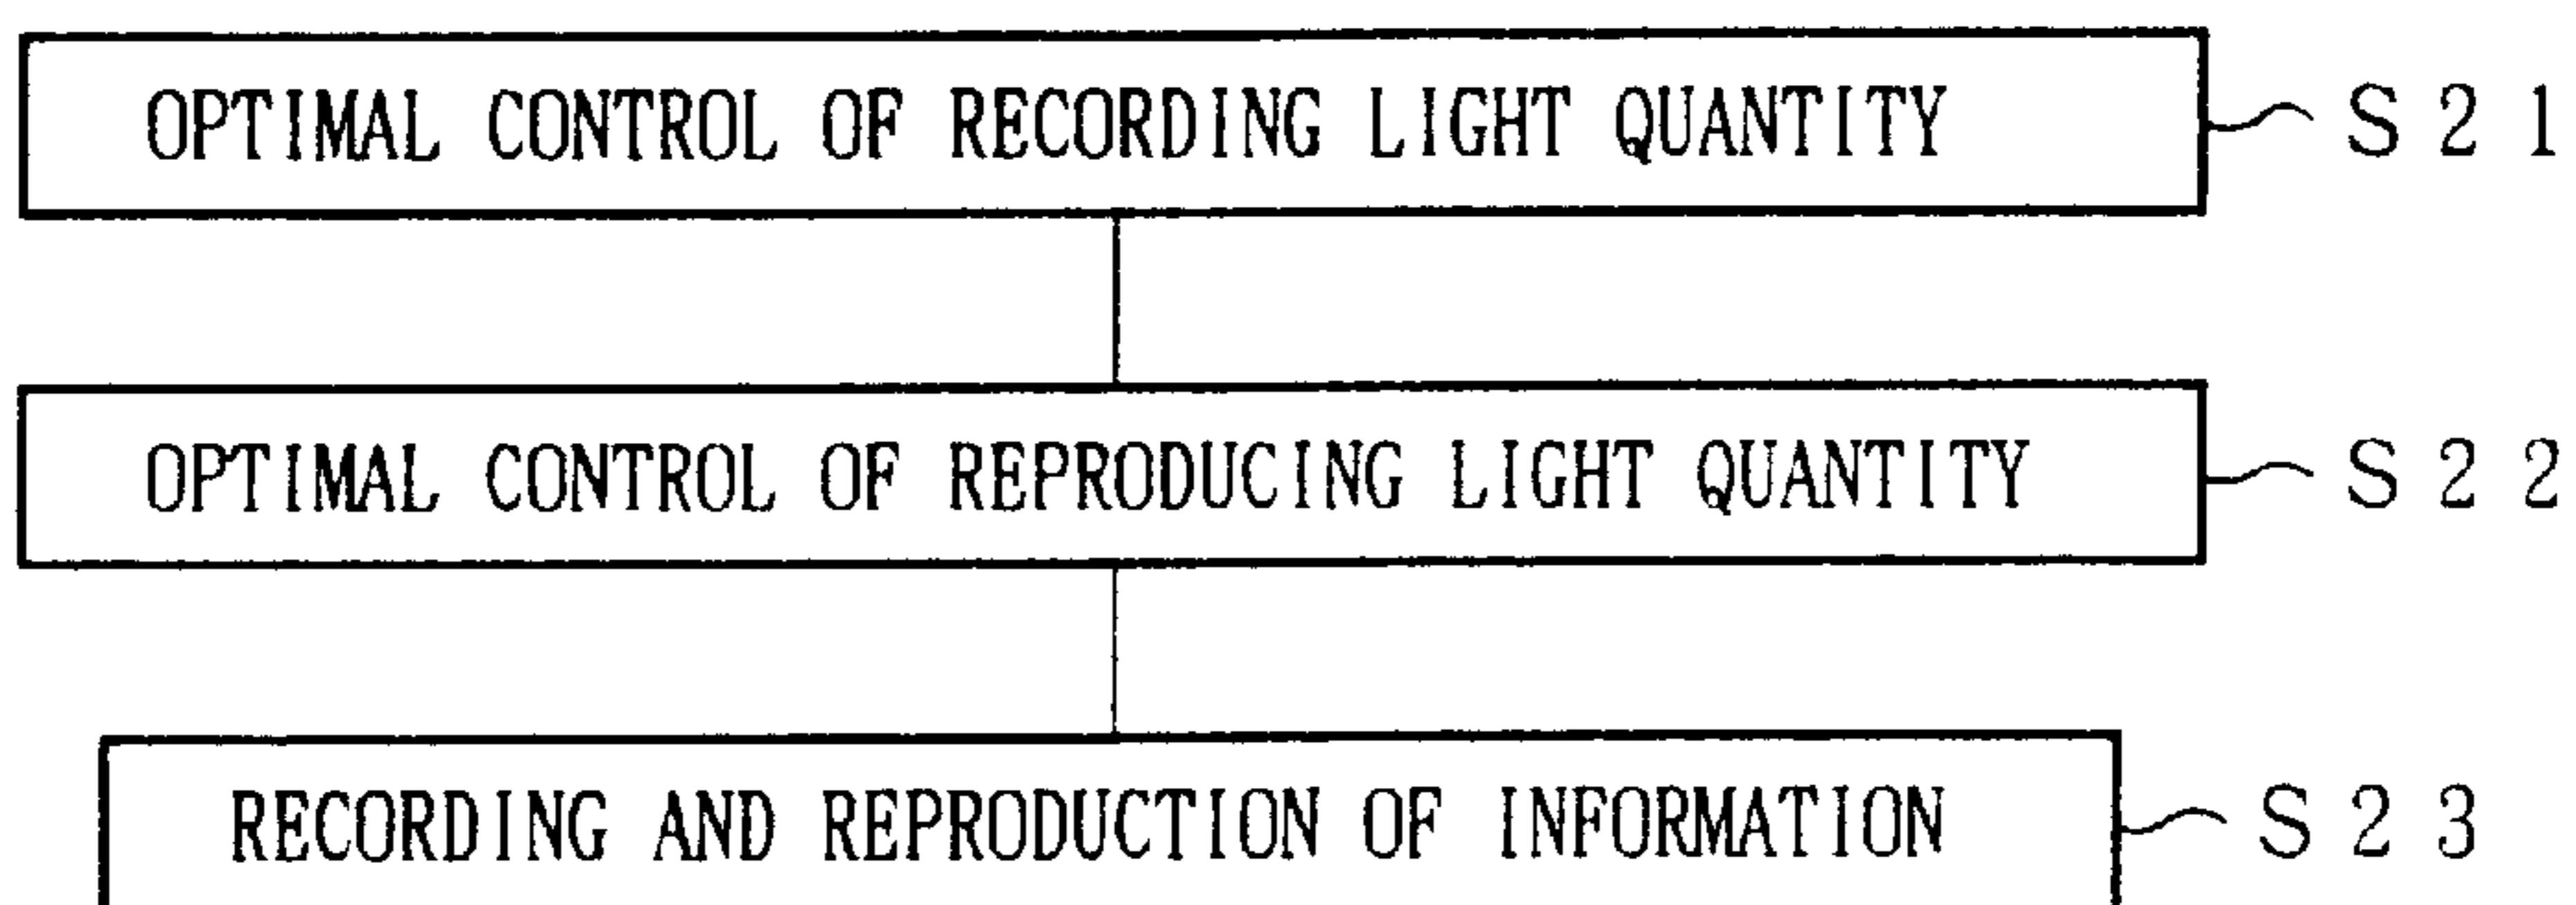 OPTIMAL CONTROL OF RECORDING LIGHT QUANTITY S21
OPTIMAL CONTROL OF REPRODUCING LIGHT QUANTITY S22
RECORDING AND REPRODUCTION OF INFORMATION S23